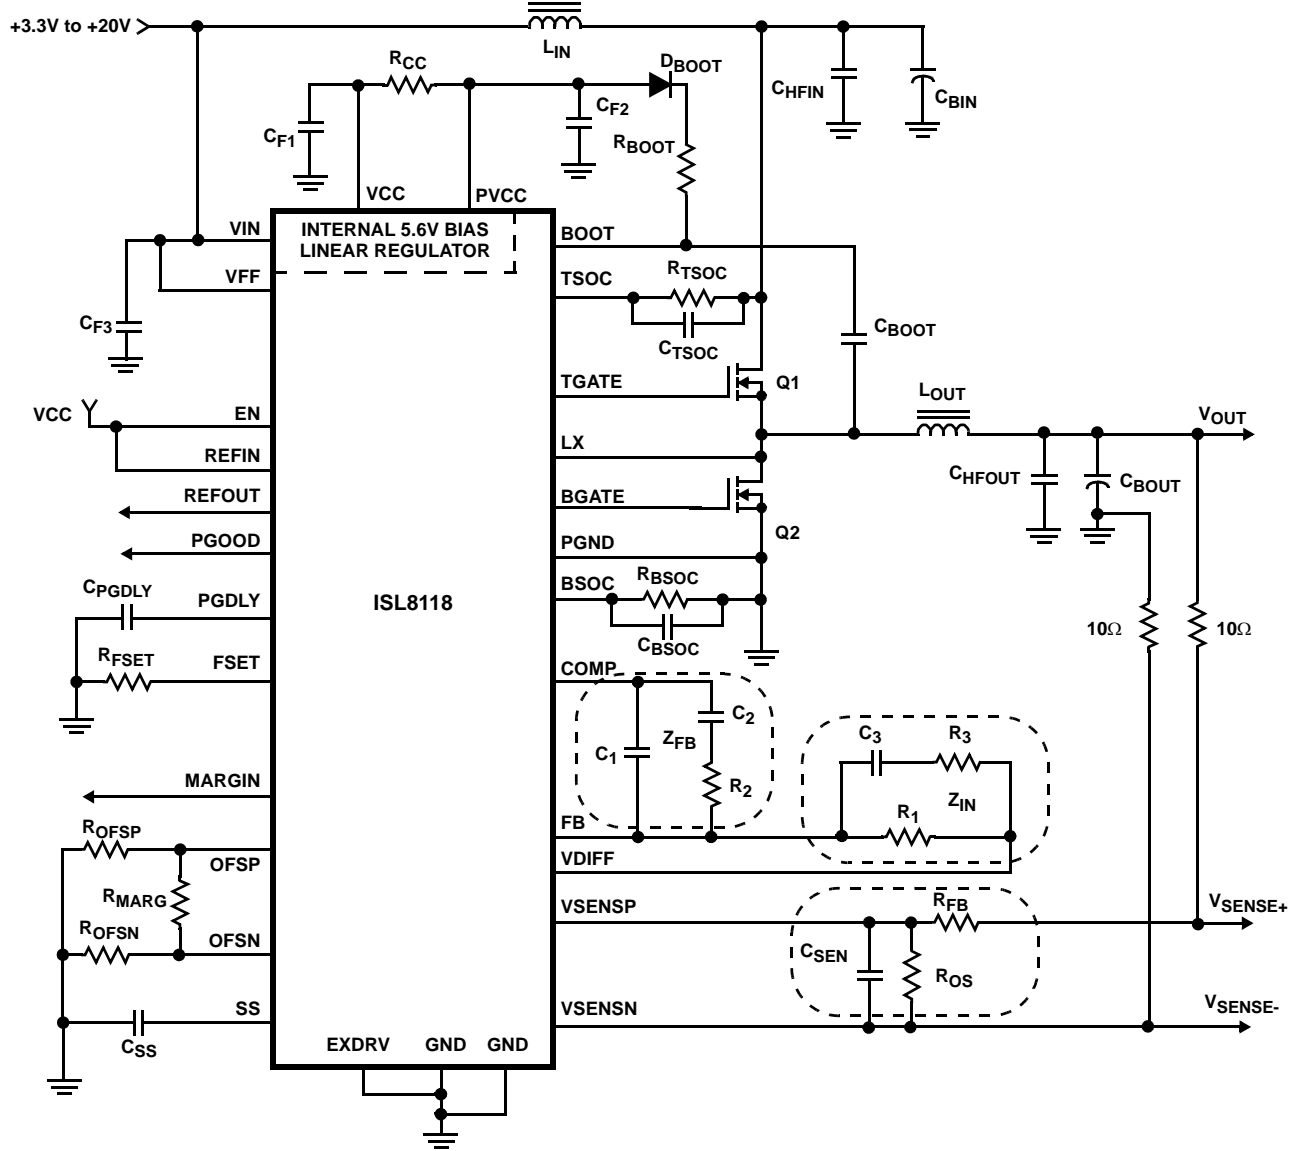 +3.3V to +20V
LIN
RCC
DBOOT
CHFIN
CBIN
CF1
CF2
RBOOT
VCC
PVCC
INTERNAL 5.6V BIAS
LINEAR REGULATOR
VIN
VFF
CF3
BOOT
TSOC
RTSOC
CTSOC
CBOOT
TGATE
Q1
LOUT
VOUT
VCC
EN
REFIN
LX
REFOUT
BGATE
Q2
CHFOUT
CBOUT
PGOOD
PGND
CPGDLY
PGDLY
ISL8118
BSOC
RBSOC
CBSOC
10Ω
10Ω
RFSET
FSET
COMP
C1
ZFB
C2
R2
C3
R3
ZIN
R1
MARGIN
FB
VDIFF
ROFSP
OFSP
RMARG
ROFSN
OFSN
VSENSP
RFB
VSENSE+
CSEN
ROS
SS
CSS
VSENSN
VSENSE-
EXDRV
GND
GND